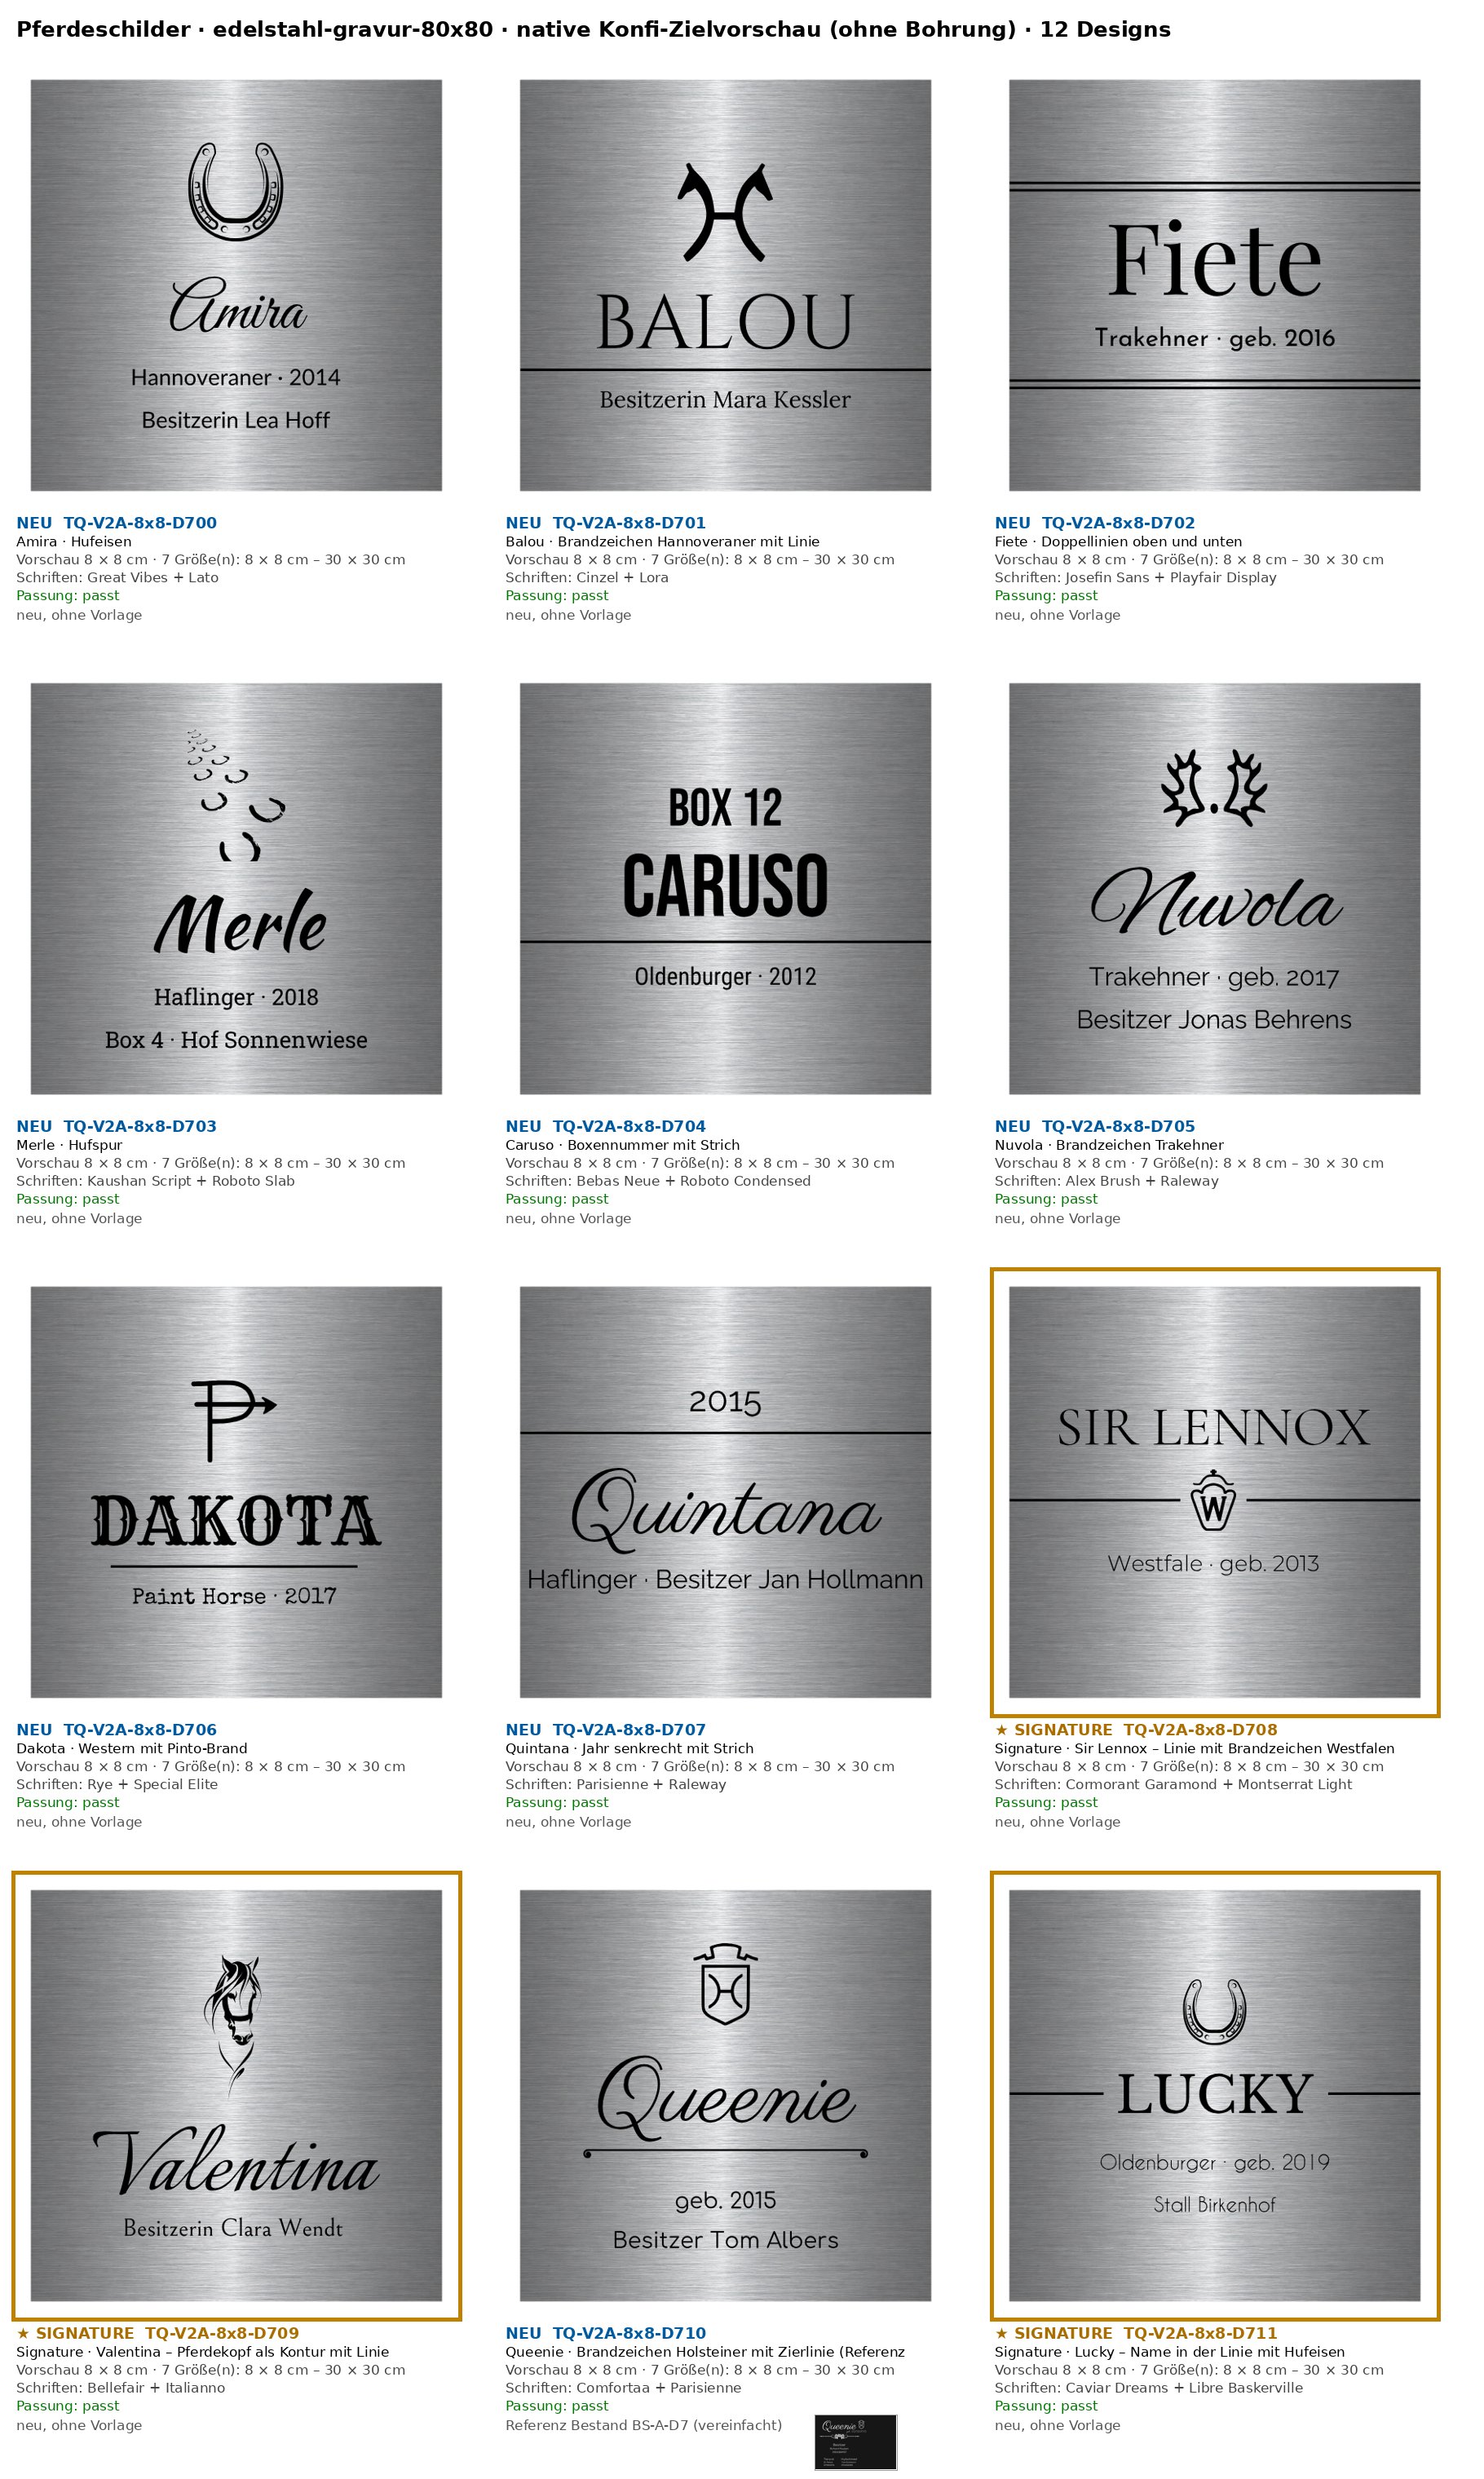 Pferdeschilder · edelstahl-gravur-80x80 · native Konfi-Zielvorschau (ohne Bohrung) · 12 Designs
Amira
Hannoveraner · 2014
Besitzerin Lea Hoff
NEU TQ-V2A-8x8-D700
Amira · Hufeisen
Vorschau 8 × 8 cm · 7 Größe(n): 8 × 8 cm – 30 × 30 cm
Schriften: Great Vibes + Lato
Passung: passt
neu, ohne Vorlage
BALOU
Besitzerin Mara Kessler
NEU TQ-V2A-8x8-D701
Balou · Brandzeichen Hannoveraner mit Linie
Vorschau 8 × 8 cm · 7 Größe(n): 8 × 8 cm – 30 × 30 cm
Schriften: Cinzel + Lora
Passung: passt
neu, ohne Vorlage
Fiete
Trakehner · geb. 2016
NEU TQ-V2A-8x8-D702
Fiete · Doppellinien oben und unten
Vorschau 8 × 8 cm · 7 Größe(n): 8 × 8 cm – 30 × 30 cm
Schriften: Josefin Sans + Playfair Display
Passung: passt
neu, ohne Vorlage
Merle
Haflinger · 2018
Box 4 · Hof Sonnenwiese
NEU TQ-V2A-8x8-D703
Merle · Hufspur
Vorschau 8 × 8 cm · 7 Größe(n): 8 × 8 cm – 30 × 30 cm
Schriften: Kaushan Script + Roboto Slab
Passung: passt
neu, ohne Vorlage
BOX 12
CARUSO
Oldenburger · 2012
NEU TQ-V2A-8x8-D704
Caruso · Boxennummer mit Strich
Vorschau 8 × 8 cm · 7 Größe(n): 8 × 8 cm – 30 × 30 cm
Schriften: Bebas Neue + Roboto Condensed
Passung: passt
neu, ohne Vorlage
Nuvola
Trakehner · geb. 2017
Besitzer Jonas Behrens
NEU TQ-V2A-8x8-D705
Nuvola · Brandzeichen Trakehner
Vorschau 8 × 8 cm · 7 Größe(n): 8 × 8 cm – 30 × 30 cm
Schriften: Alex Brush + Raleway
Passung: passt
neu, ohne Vorlage
DAKOTA
Paint Horse · 2017
NEU TQ-V2A-8x8-D706
Dakota · Western mit Pinto-Brand
Vorschau 8 × 8 cm · 7 Größe(n): 8 × 8 cm – 30 × 30 cm
Schriften: Rye + Special Elite
Passung: passt
neu, ohne Vorlage
2015
Quintana
Haflinger · Besitzer Jan Hollmann
NEU TQ-V2A-8x8-D707
Quintana · Jahr senkrecht mit Strich
Vorschau 8 × 8 cm · 7 Größe(n): 8 × 8 cm – 30 × 30 cm
Schriften: Parisienne + Raleway
Passung: passt
neu, ohne Vorlage
SIR LENNOX
W
Westfale · geb. 2013
★ SIGNATURE TQ-V2A-8x8-D708
Signature · Sir Lennox – Linie mit Brandzeichen Westfalen
Vorschau 8 × 8 cm · 7 Größe(n): 8 × 8 cm – 30 × 30 cm
Schriften: Cormorant Garamond + Montserrat Light
Passung: passt
neu, ohne Vorlage
Valentina
Besitzerin Clara Wendt
★ SIGNATURE TQ-V2A-8x8-D709
Signature · Valentina – Pferdekopf als Kontur mit Linie
Vorschau 8 × 8 cm · 7 Größe(n): 8 × 8 cm – 30 × 30 cm
Schriften: Bellefair + Italianno
Passung: passt
neu, ohne Vorlage
Queenie
geb. 2015
Besitzer Tom Albers
NEU TQ-V2A-8x8-D710
Queenie · Brandzeichen Holsteiner mit Zierlinie (Referenz
Vorschau 8 × 8 cm · 7 Größe(n): 8 × 8 cm – 30 × 30 cm
Schriften: Comfortaa + Parisienne
Passung: passt
Referenz Bestand BS-A-D7 (vereinfacht)
Queenie
LUCKY
Oldenburger · geb. 2019
Stall Birkenhof
★ SIGNATURE TQ-V2A-8x8-D711
Signature · Lucky – Name in der Linie mit Hufeisen
Vorschau 8 × 8 cm · 7 Größe(n): 8 × 8 cm – 30 × 30 cm
Schriften: Caviar Dreams + Libre Baskerville
Passung: passt
neu, ohne Vorlage